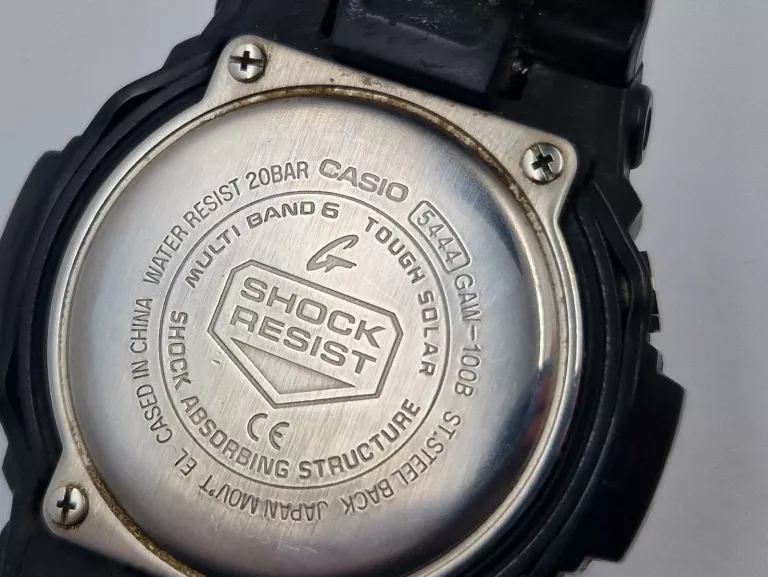 CASIO
5444 GAW-100B ST.STEEL BACK JAPAN MOV'T EL CASED IN CHINA WATER RESIST 20BAR
MULTI BAND 6 TOUGH SOLAR
SHOCK ABSORBING STRUCTURE
G
SHOCK
RESIST
CE